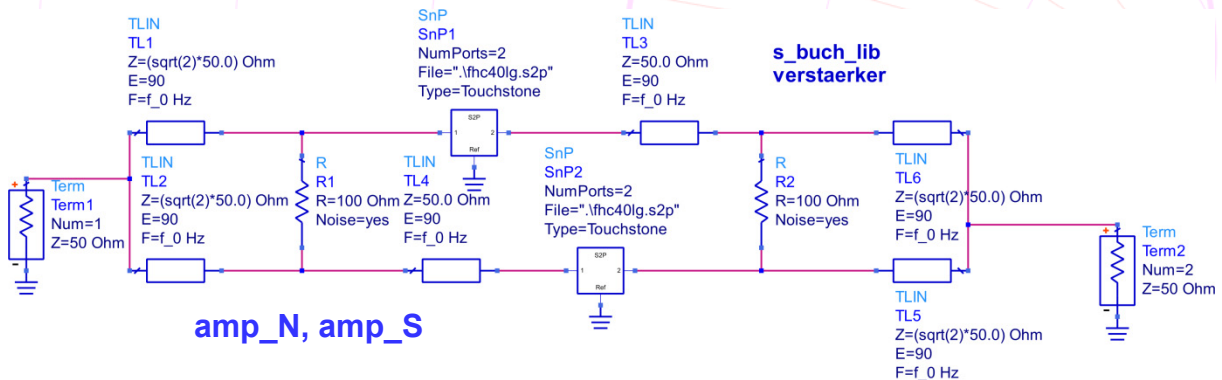 TLIN
TL1
Z=(sqrt(2)*50.0) Ohm
E=90
F=f_0 Hz
SnP
SnP1
NumPorts=2
File=".\fhc40lg.s2p"
Type=Touchstone
TLIN
TL3
Z=50.0 Ohm
E=90
F=f_0 Hz
s_buch_lib
verstaerker
S2P
1
2
Ref
Term
Term1
Num=1
Z=50 Ohm
TLIN
TL2
Z=(sqrt(2)*50.0) Ohm
E=90
F=f_0 Hz
R
R1
R=100 Ohm
Noise=yes
TLIN
TL4
Z=50.0 Ohm
E=90
F=f_0 Hz
SnP
SnP2
NumPorts=2
File=".\fhc40lg.s2p"
Type=Touchstone
S2P
1
2
Ref
R
R2
R=100 Ohm
Noise=yes
TLIN
TL6
Z=(sqrt(2)*50.0) Ohm
E=90
F=f_0 Hz
Term
Term2
Num=2
Z=50 Ohm
TLIN
TL5
Z=(sqrt(2)*50.0) Ohm
E=90
F=f_0 Hz
amp_N, amp_S